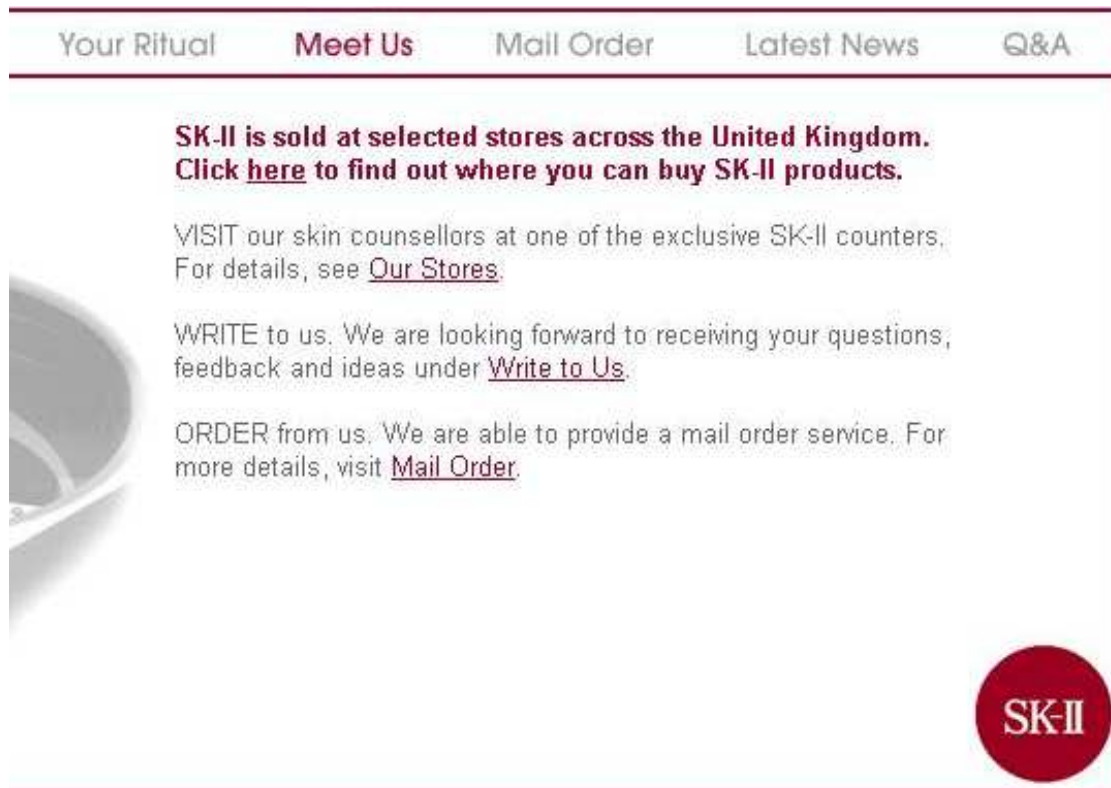 Your Ritual Meet Us Mail Order Latest News Q&A
SK-II is sold at selected stores across the United Kingdom.
Click here to find out where you can buy SK-II products.
VISIT our skin counsellors at one of the exclusive SK-II counters.
For details, see Our Stores.
WRITE to us. We are looking forward to receiving your questions,
feedback and ideas under Write to Us.
ORDER from us. We are able to provide a mail order service. For
more details, visit Mail Order.
SK-II